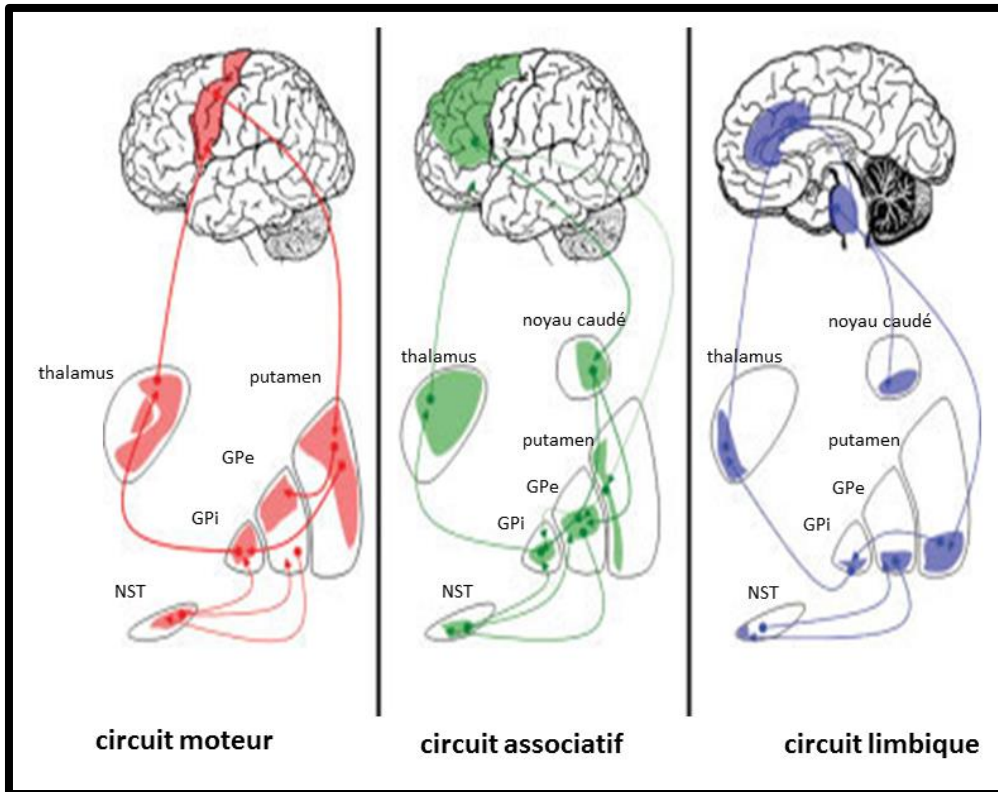 thalamus
putamen
GPe
GPi
NST
circuit moteur
noyau caudé
thalamus
putamen
GPe
GPi
NST
circuit associatif
noyau caudé
thalamus
putamen
GPe
GPi
NST
circuit limbique